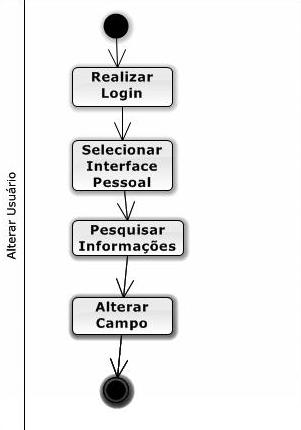 Alterar Usuário
Realizar
Login
Selecionar
Interface
Pessoal
Pesquisar
Informações
Alterar
Campo